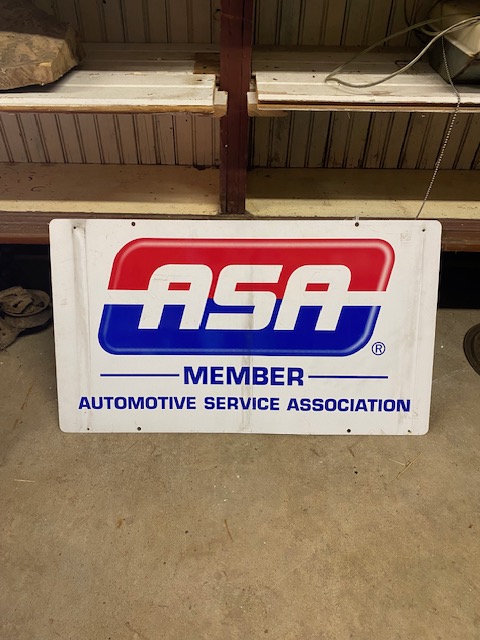 ASA
®
MEMBER
AUTOMOTIVE SERVICE ASSOCIATION